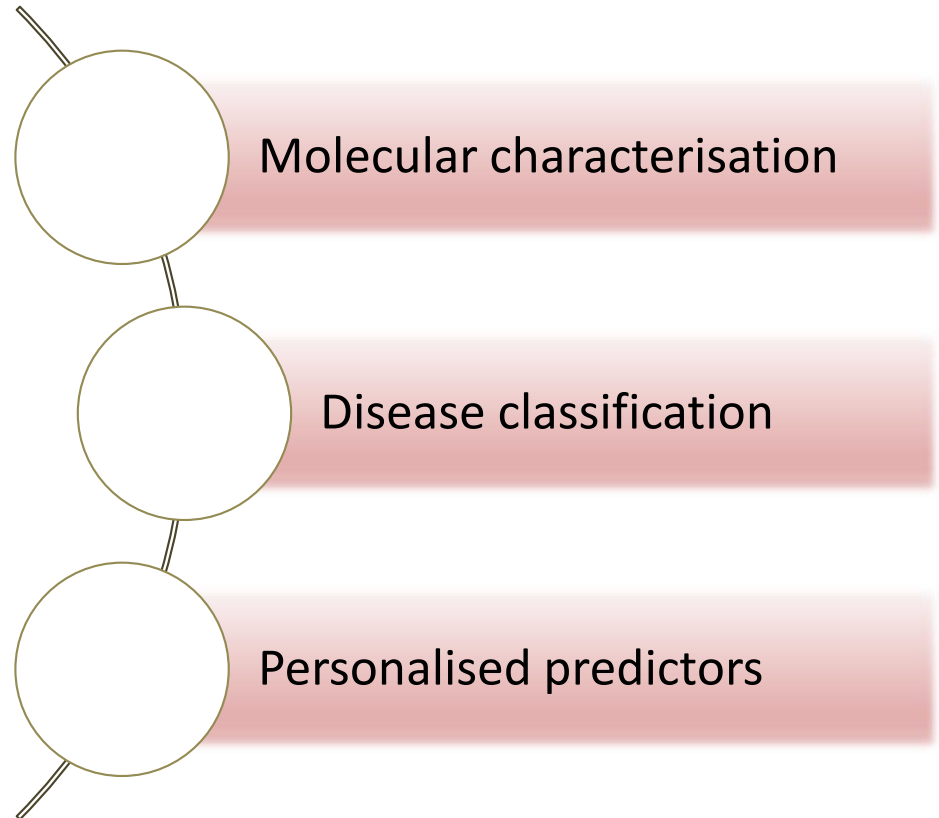 Molecular characterisation
Disease classification
Personalised predictors